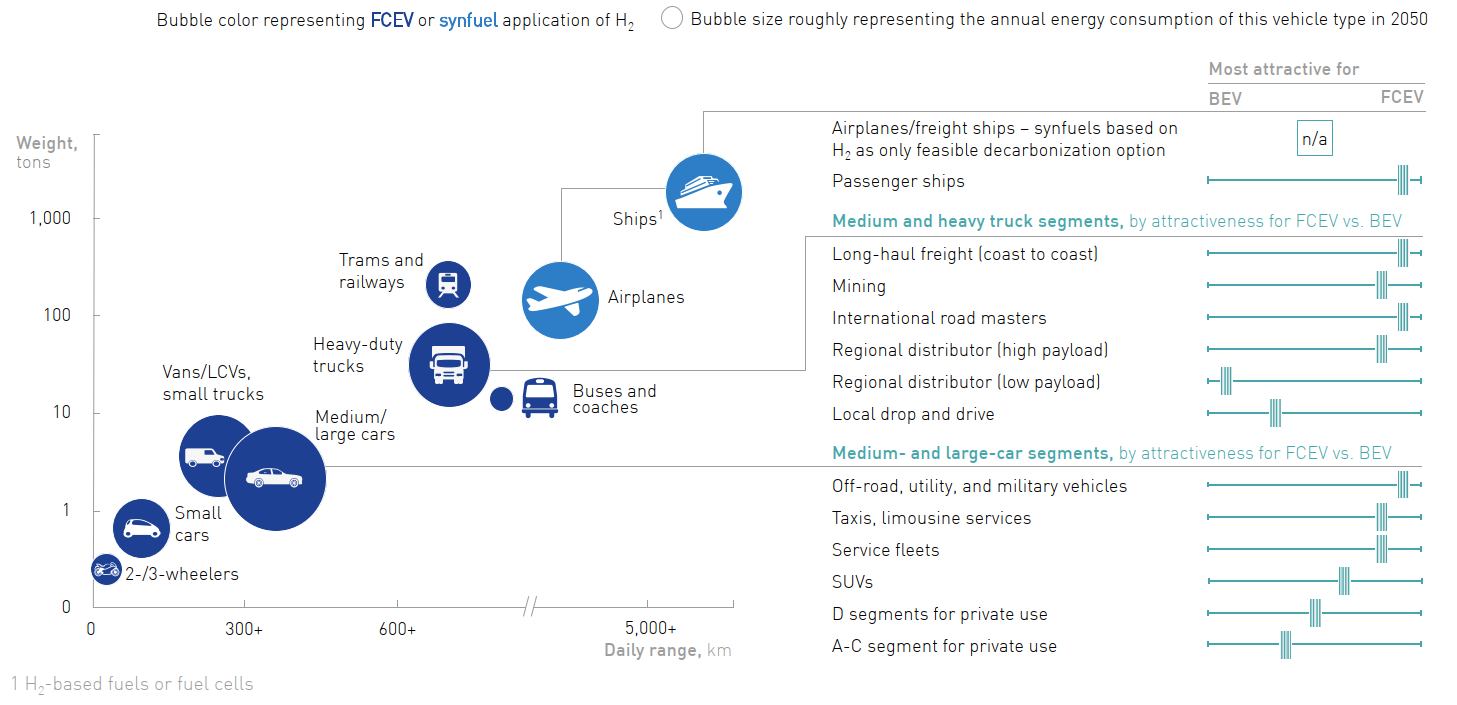 Bubble color representing FCEV or synfuel application of H2
Bubble size roughly representing the annual energy consumption of this vehicle type in 2050
Most attractive for
BEV
FCEV
Weight,
tons
1,000
100
10
1
0
0
300+
600+
5,000+
Daily range, km
Ships1
Airplanes
Trams and
railways
Heavy-duty
trucks
Buses and
coaches
Vans/LCVs,
small trucks
Medium/
large cars
Small
cars
2-/3-wheelers
Airplanes/freight ships – synfuels based on
H2 as only feasible decarbonization option
n/a
Passenger ships
Medium and heavy truck segments, by attractiveness for FCEV vs. BEV
Long-haul freight (coast to coast)
Mining
International road masters
Regional distributor (high payload)
Regional distributor (low payload)
Local drop and drive
Medium- and large-car segments, by attractiveness for FCEV vs. BEV
Off-road, utility, and military vehicles
Taxis, limousine services
Service fleets
SUVs
D segments for private use
A-C segment for private use
1 H2-based fuels or fuel cells